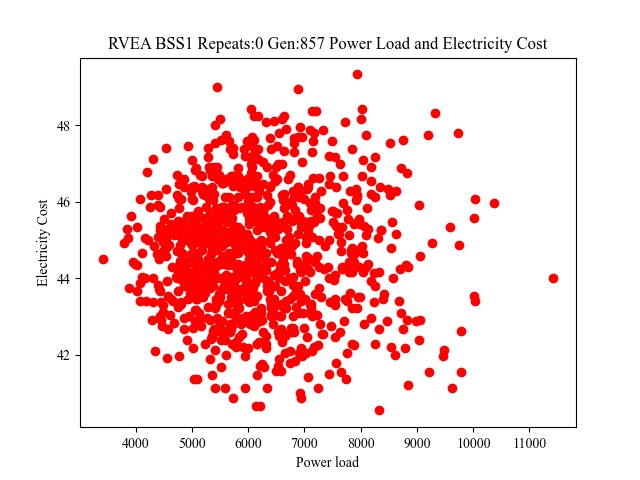 RVEA BSS1 Repeats:0 Gen:857 Power Load and Electricity Cost
48
46
44
42
Electricity Cost
4000 5000 6000 7000 8000 9000 10000 11000
Power load